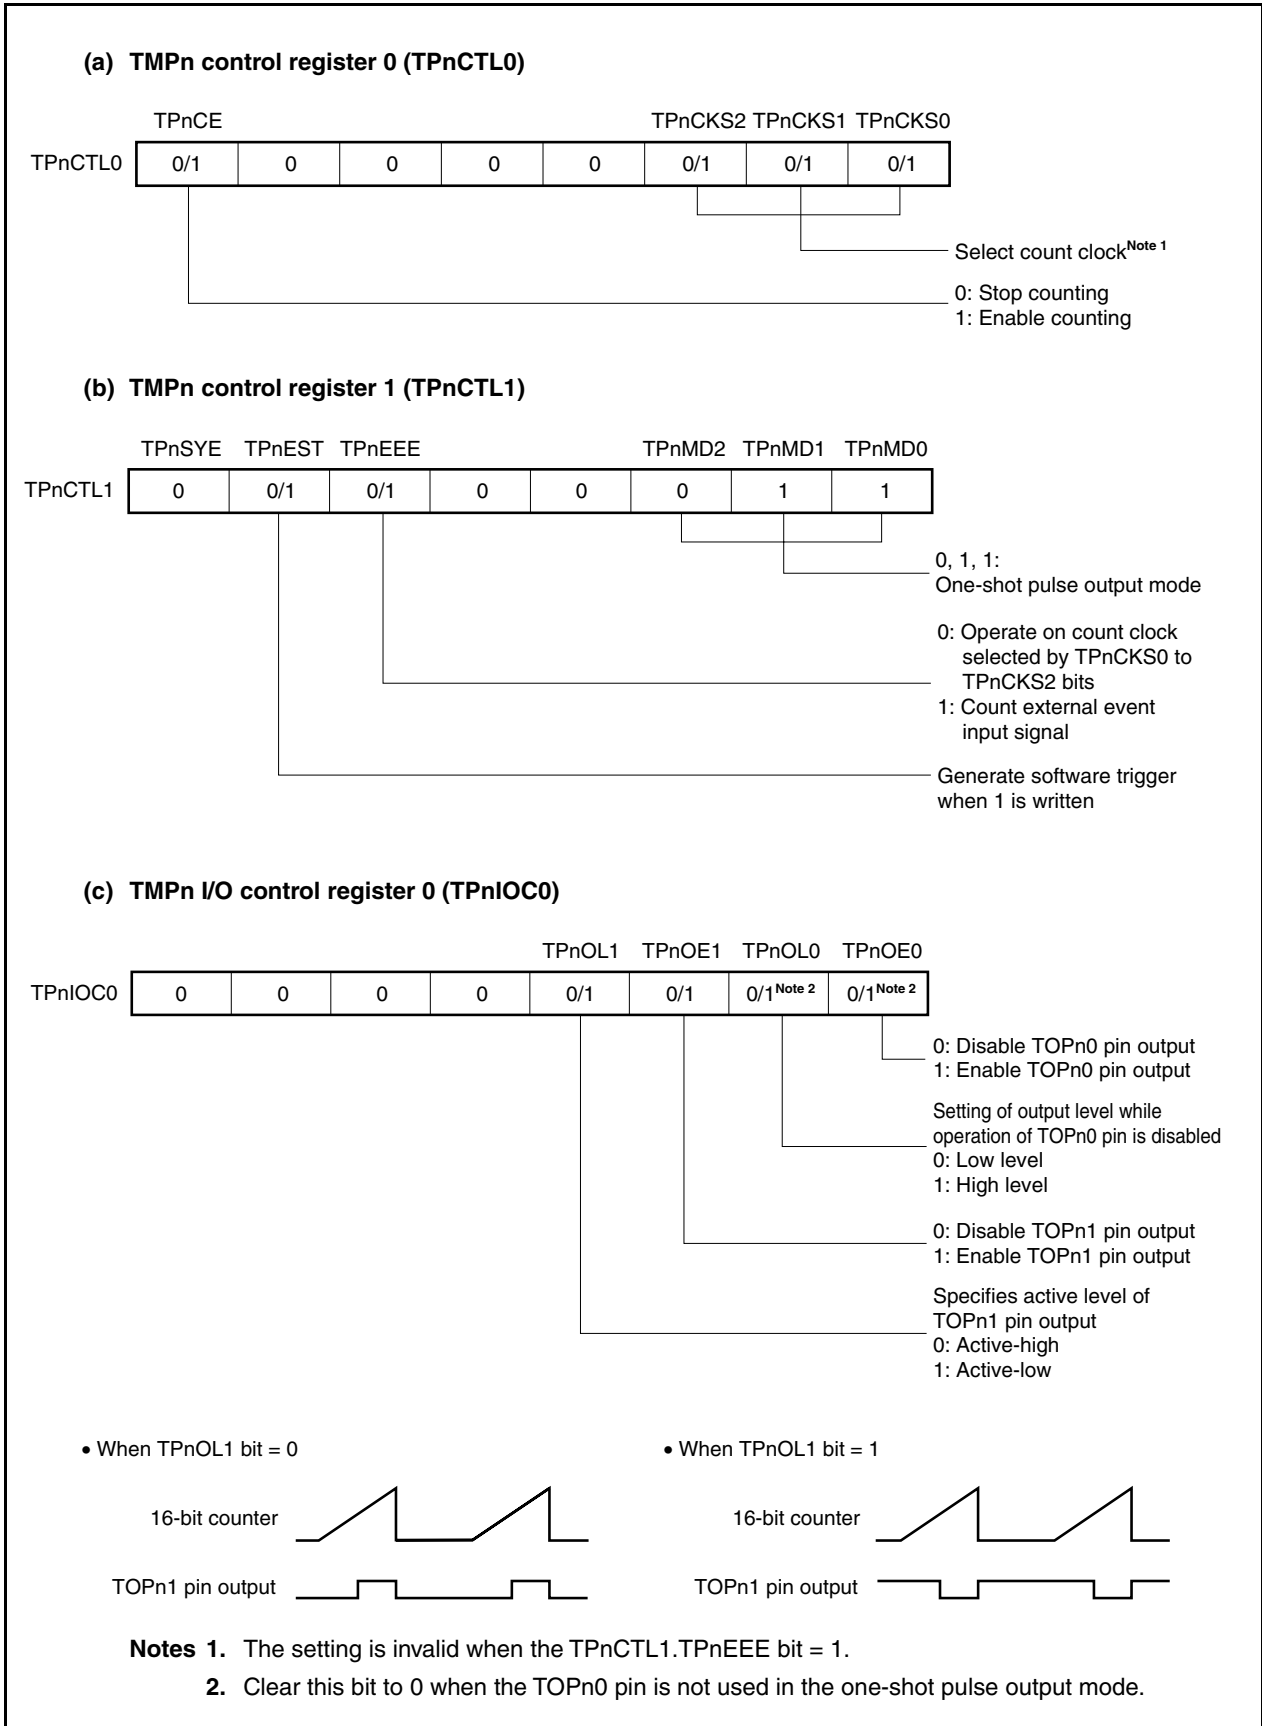 (a) TMPn control register 0 (TPnCTL0)
TPnCE TPnCKS2 TPnCKS1 TPnCKS0
TPnCTL0 0/1 0 0 0 0 0/1 0/1 0/1
Select count clock Note 1
0: Stop counting
1: Enable counting
(b) TMPn control register 1 (TPnCTL1)
TPnSYE TPnEST TPnEEE TPnMD2 TPnMD1 TPnMD0
TPnCTL1 0 0/1 0/1 0 0 0 1 1
0, 1, 1:
One-shot pulse output mode
0: Operate on count clock
selected by TPnCKS0 to
TPnCKS2 bits
1: Count external event
input signal
Generate software trigger
when 1 is written
(c) TMPn I/O control register 0 (TPnIOC0)
TPnOL1 TPnOE1 TPnOL0 TPnOE0
TPnIOC0 0 0 0 0 0/1 0/1 0/1 Note 2 0/1 Note 2
0: Disable TOPn0 pin output
1: Enable TOPn0 pin output
Setting of output level while
operation of TOPn0 pin is disabled
0: Low level
1: High level
0: Disable TOPn1 pin output
1: Enable TOPn1 pin output
Specifies active level of
TOPn1 pin output
0: Active-high
1: Active-low
• When TPnOL1 bit = 0
16-bit counter
TOPn1 pin output
• When TPnOL1 bit = 1
16-bit counter
TOPn1 pin output
Notes 1. The setting is invalid when the TPnCTL1.TPnEEE bit = 1.
2. Clear this bit to 0 when the TOPn0 pin is not used in the one-shot pulse output mode.